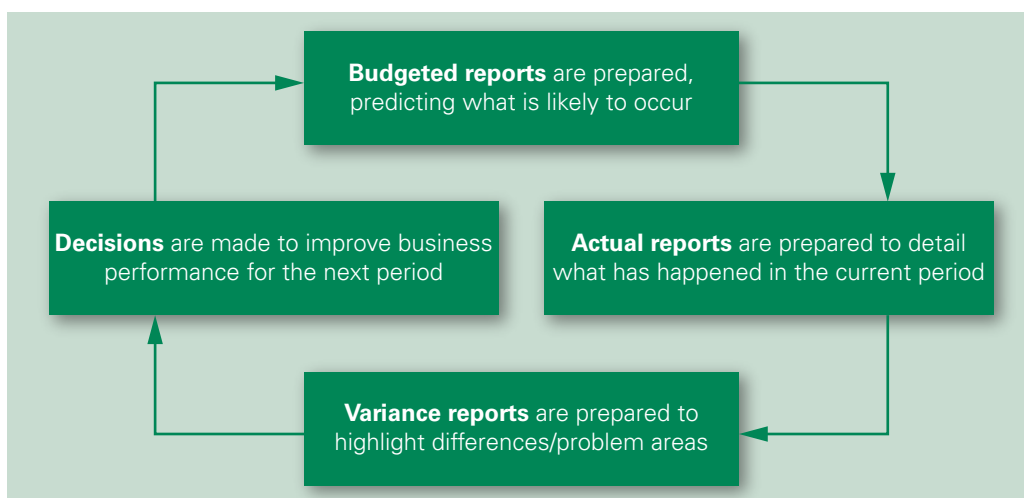 Budgeted reports are prepared,
predicting what is likely to occur
Decisions are made to improve business
performance for the next period
Actual reports are prepared to detail
what has happened in the current period
Variance reports are prepared to
highlight differences/problem areas